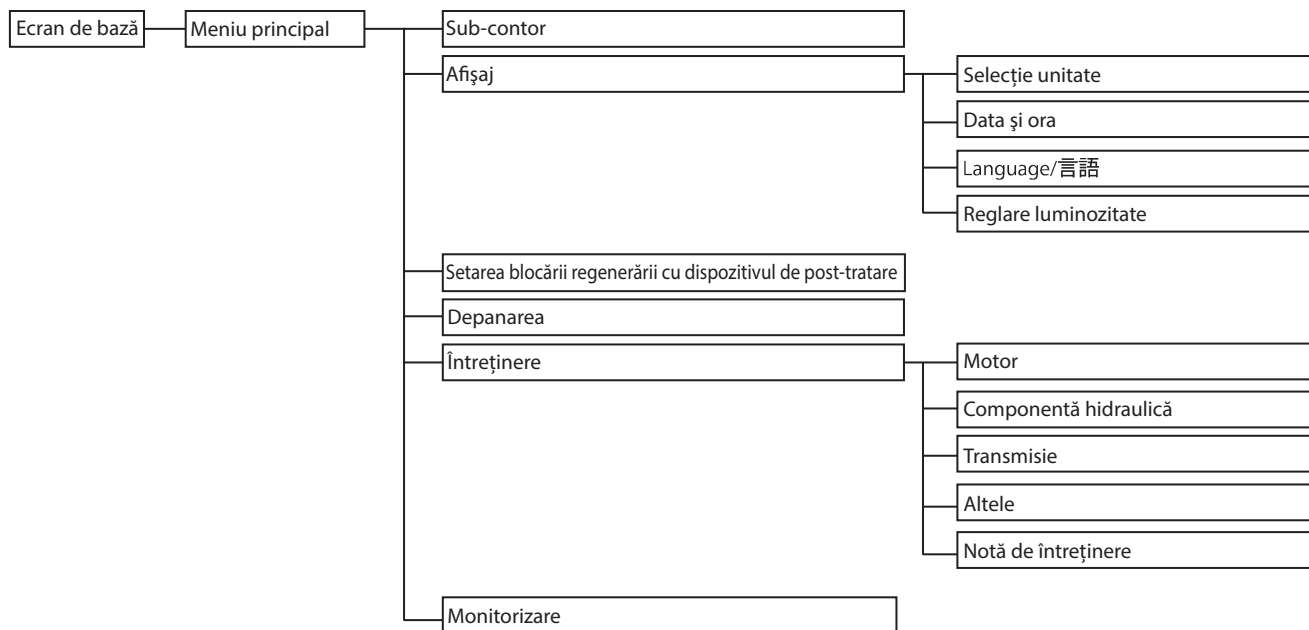 Ecran de bază
Meniu principal
Sub-contor
Afişaj
Selecție unitate
Data şi ora
Language/言語
Reglare luminozitate
Setarea blocării regenerării cu dispozitivul de post-tratare
Depanarea
Întreținere
Motor
Componentă hidraulică
Transmisie
Altele
Notă de întreținere
Monitorizare